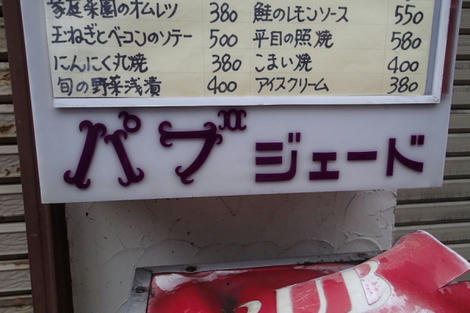 家庭菜園のオムレツ 380
玉ねぎとベーコンのソテー 500
にんにく丸焼 380
旬の野菜浅漬 400
鮭のレモンソース 550
平目の照焼 580
こまい焼 400
アイスクリーム 380
パブ ジェード